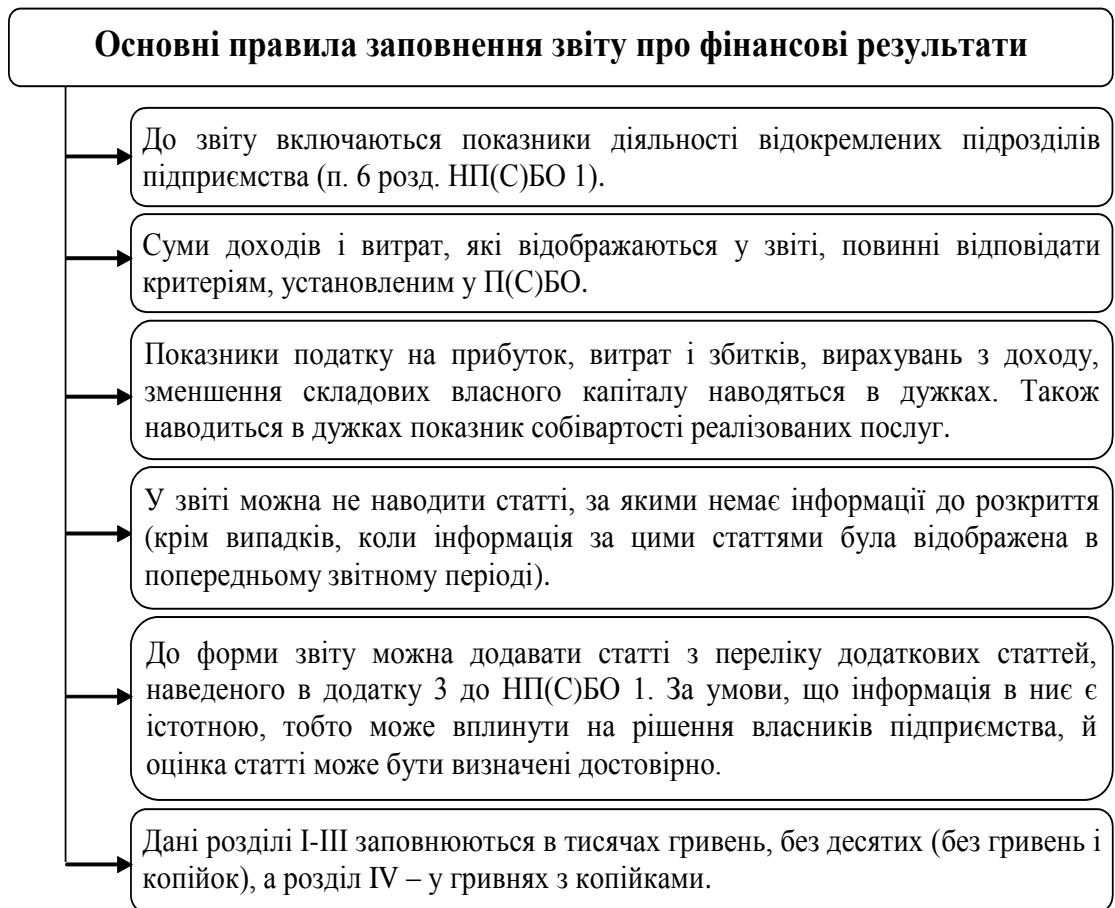 Основні правила заповнення звіту про фінансові результати
До звіту включаються показники діяльності відокремлених підрозділів
підприємства (п. 6 розд. НП(С)БО 1).
Суми доходів і витрат, які відображаються у звіті, повинні відповідати
критеріям, установленим у П(С)БО.
Показники податку на прибуток, витрат і збитків, вирахувань з доходу,
зменшення складових власного капіталу наводяться в дужках. Також
наводиться в дужках показник собівартості реалізованих послуг.
У звіті можна не наводити статті, за якими немає інформації до розкриття
(крім випадків, коли інформація за цими статтями була відображена в
попередньому звітному періоді).
До форми звіту можна додавати статті з переліку додаткових статтей,
наведеного в додатку 3 до НП(С)БО 1. За умови, що інформація в ниє є
істотною, тобто може вплинути на рішення власників підприємства, й
оцінка статті може бути визначені достовірно.
Дані розділі I-III заповнюються в тисячах гривень, без десятих (без гривень і
копійок), а розділ IV – у гривнях з копійками.